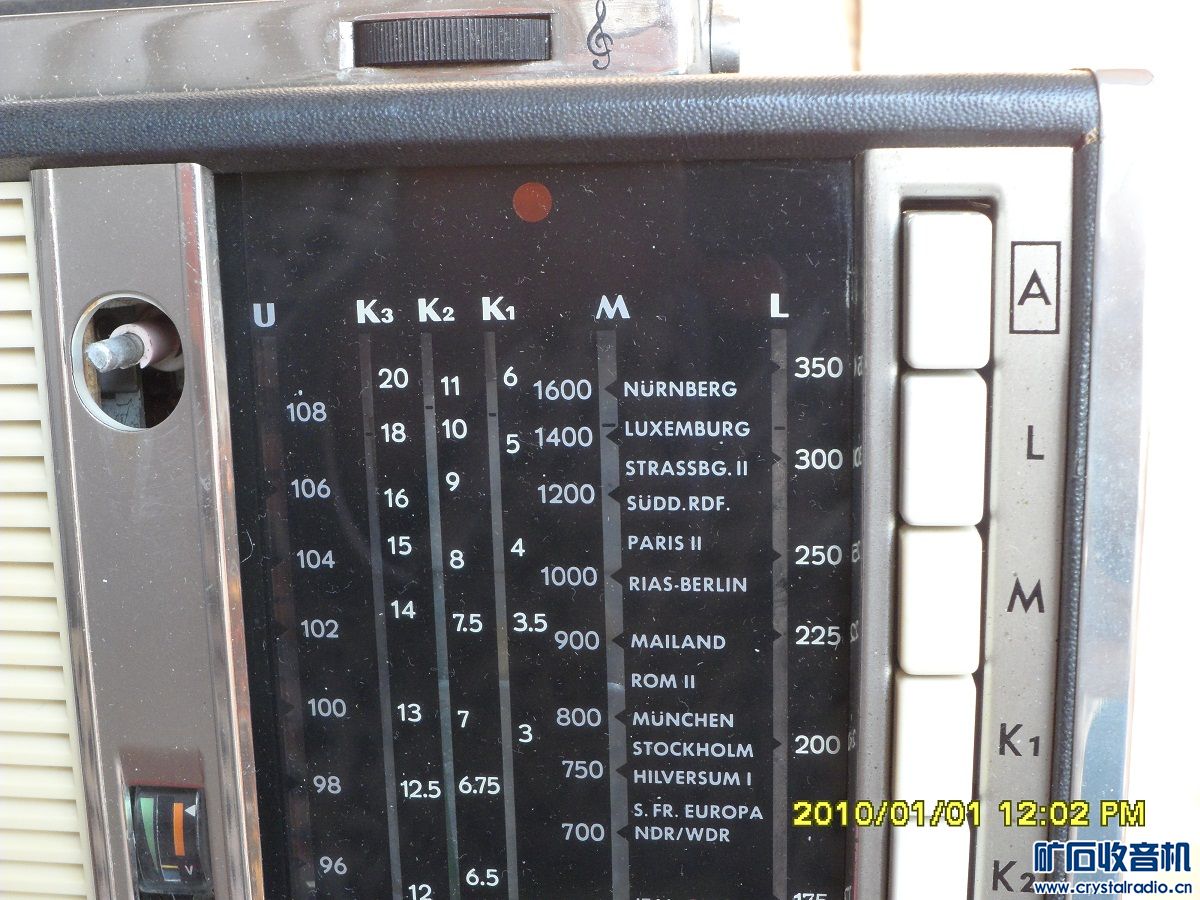 U K3 K2 K1 M L
108
106
104
102
100
98
96
20
18
16
15
14
13
12.5
12
11
10
9
8
7.5
7
6.75
6.5
6
5
4
3.5
3
1600 NÜRNBERG
1400 LUXEMBURG
STRASSBG. II
1200 SÜDD.RDF.
PARIS II
1000 RIAS-BERLIN
900 MAILAND
ROM II
800 MÜNCHEN
STOCKHOLM
750 HILVERSUM I
S. FR. EUROPA
700 NDR/WDR
350
300
250
225
200
175
A
L
M
K1
K2
V
2010/01/01 12:02 PM
矿石收音机
www.crystalradio.cn